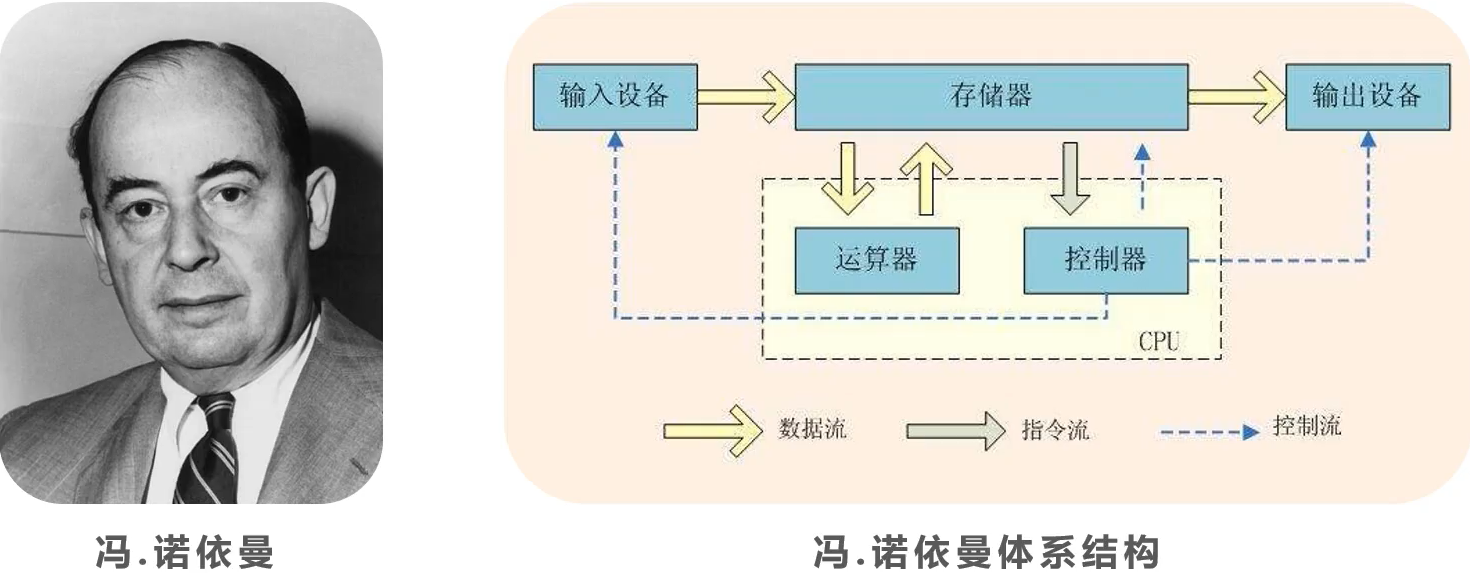 输入设备
存储器
输出设备
运算器
控制器
CPU
数据流
指令流
控制流
冯.诺依曼
冯.诺依曼体系结构